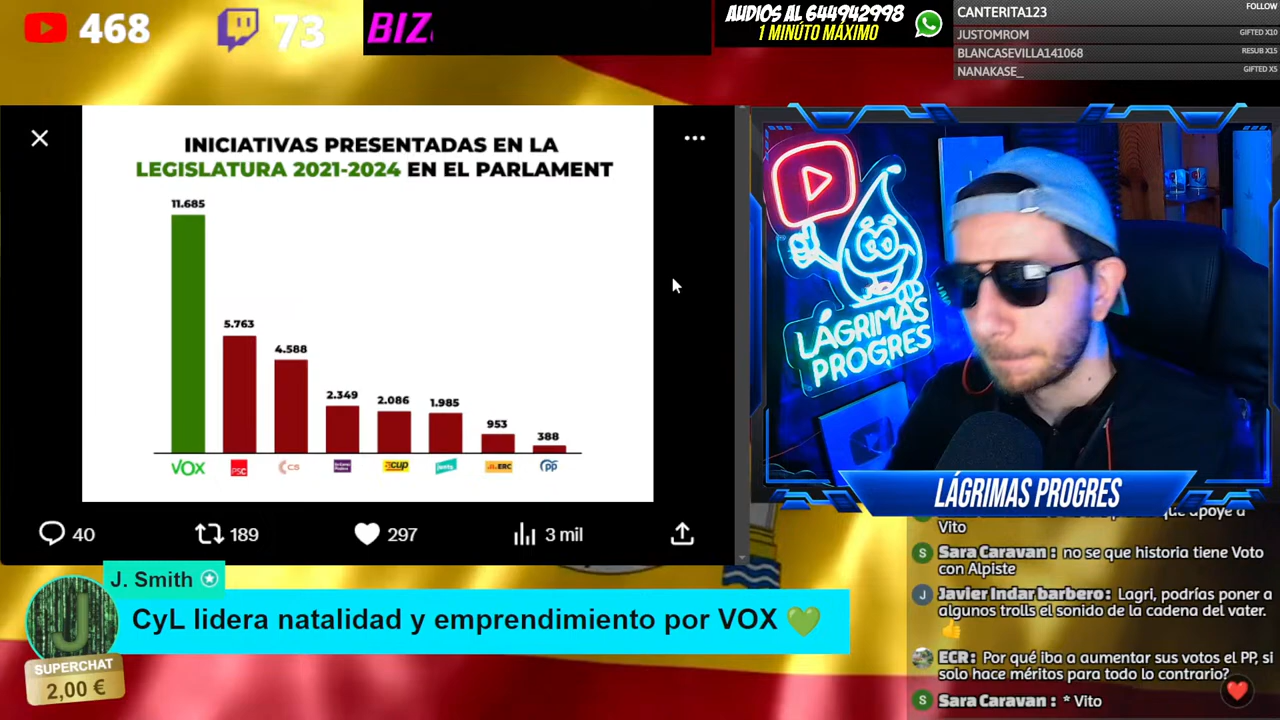 468
73
BIZ
AUDIOS AL 644942998
1 MINÚTO MÁXIMO
CANTERITA123
FOLLOW
JUSTOMROM
GIFTED X10
BLANCASEVILLA141068
RESUB X15
NANAKASE_
GIFTED X5
INICIATIVAS PRESENTADAS EN LA
LEGISLATURA 2021-2024 EN EL PARLAMENT
11.685
5.763
4.588
2.349
2.086
1.985
953
388
VOX
PSC
CS
CUP
junts
ERC
PP
40
189
297
3 mil
LÁGRIMAS
PROGRES
LÁGRIMAS PROGRES
apoye a
Vito
Sara Caravan : no se que historia tiene Voto
con Alpiste
Javier Indar barbero : Lagri, podrías poner a
algunos trolls el sonido de la cadena del vater.
ECR : Por qué iba a aumentar sus votos el PP, si
solo hace méritos para todo lo contrario?
Sara Caravan : * Vito
J. Smith
CyL lidera natalidad y emprendimiento por VOX 💚
SUPERCHAT
2,00 €